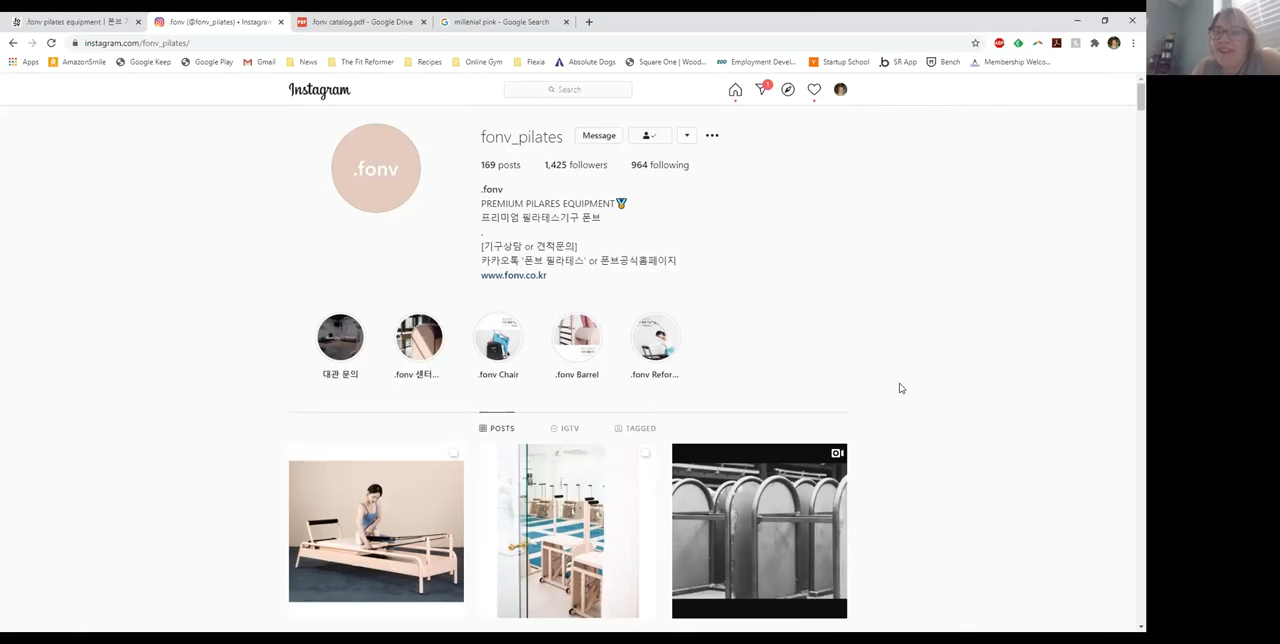 .fonv pilates equipment | 폰브
.fonv (@fonv_pilates) • Instagram
.fonv catalog.pdf - Google Drive
millenial pink - Google Search
instagram.com/fonv_pilates/
Apps
AmazonSmile
Google Keep
Google Play
Gmail
News
The Fit Reformer
Recipes
Online Gym
Flexia
Absolute Dogs
Square One | Wood...
Employment Devel...
Startup School
SR App
Bench
Membership Welco...
Instagram
Search
1
.fonv
fonv_pilates
Message
169 posts
1,425 followers
964 following
.fonv
PREMIUM PILARES EQUIPMENT
프리미엄 필라테스기구 폰브
.
[기구상담 or 견적문의]
카카오톡 '폰브 필라테스' or 폰브공식홈페이지
www.fonv.co.kr
대관 문의
.fonv 센터...
.fonv Chair
.fonv Barrel
.fonv Refor...
POSTS
IGTV
TAGGED